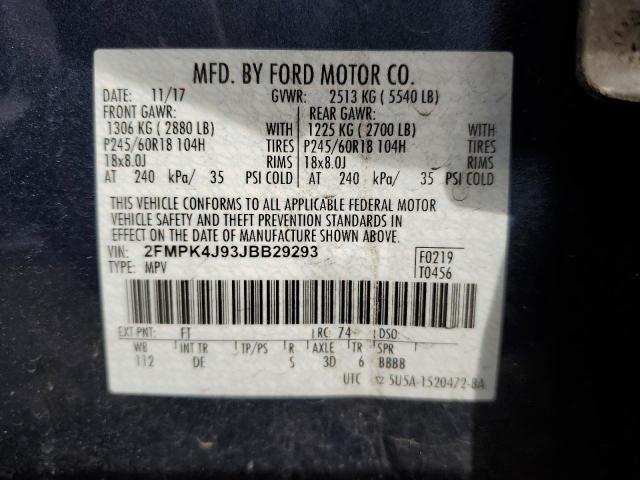 MFD. BY FORD MOTOR CO.
DATE: 11/17 GVWR: 2513 KG ( 5540 LB)
FRONT GAWR: REAR GAWR:
1306 KG ( 2880 LB) WITH 1225 KG ( 2700 LB) WITH
P245/60R18 104H TIRES P245/60R18 104H TIRES
18x8.0J RIMS 18x8.0J RIMS
AT 240 kPa/ 35 PSI COLD AT 240 kPa/ 35 PSI COLD
THIS VEHICLE CONFORMS TO ALL APPLICABLE FEDERAL MOTOR
VEHICLE SAFETY AND THEFT PREVENTION STANDARDS IN
EFFECT ON THE DATE OF MANUFACTURE SHOWN ABOVE.
VIN: 2FMPK4J93JBB29293 F0219
TYPE: MPV T0456
EXT PNT: FT RC: 74 DSO:
WB INT TR TP/PS R AXLE TR SPR
112 DE S 3D 6 BBBB
UTC 5U5A-1520472-BA